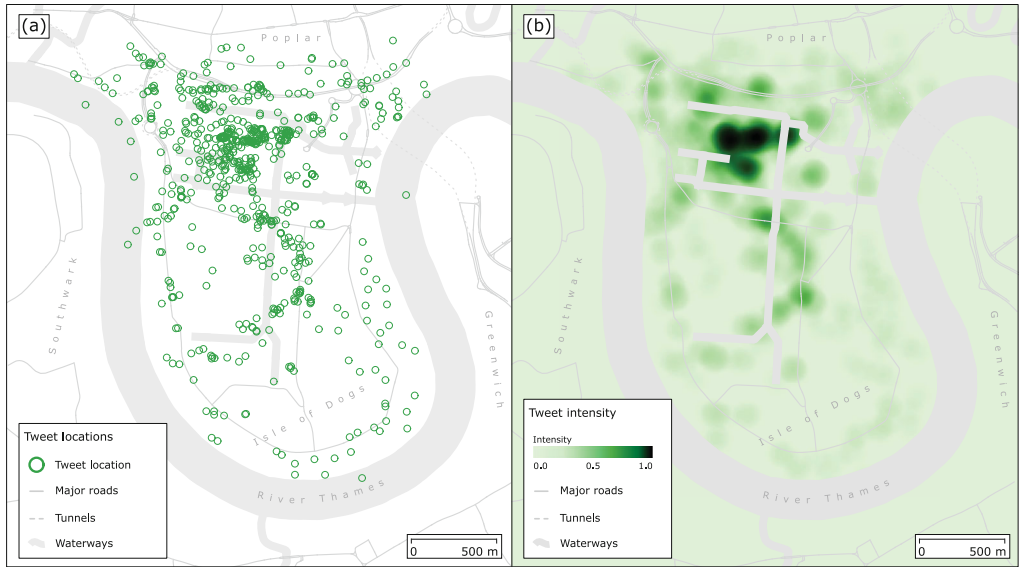 (a)
Poplar
Southwark
Greenwich
Isle of Dogs
River Thames
Tweet locations
Tweet location
Major roads
Tunnels
Waterways
0 500 m
(b)
Poplar
Southwark
Greenwich
Isle of Dogs
River Thames
Tweet intensity
Intensity
0.0 0.5 1.0
Major roads
Tunnels
Waterways
0 500 m